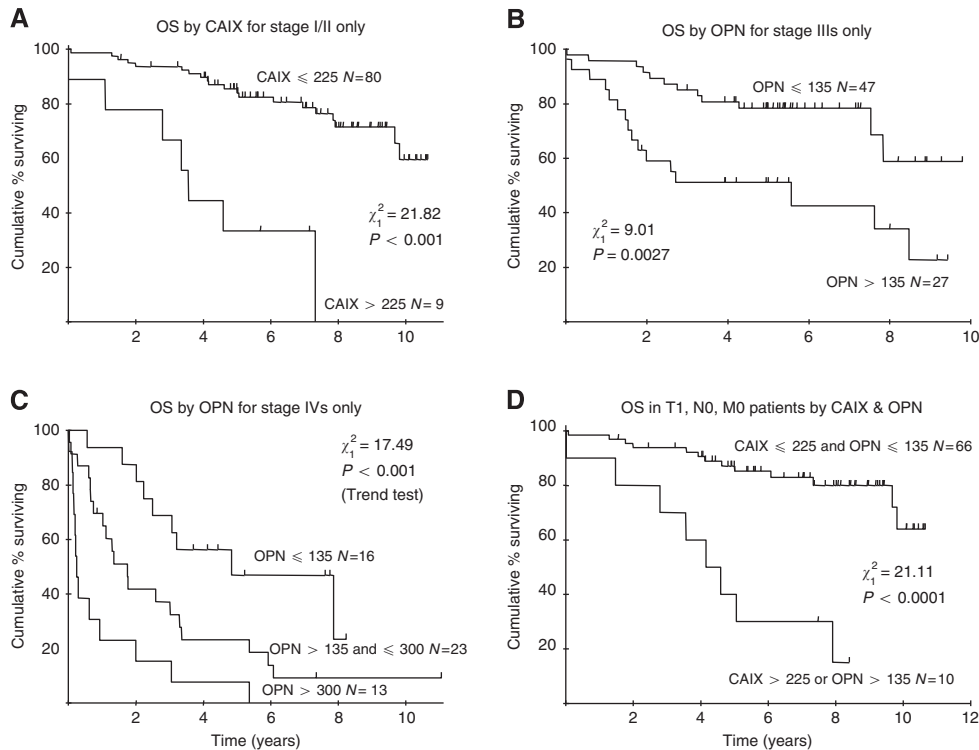 A
OS by CAIX for stage I/II only
Cumulative % surviving
100
80
60
40
20
CAIX ⩽ 225 N=80
χ₁² = 21.82
P < 0.001
CAIX > 225 N= 9
2 4 6 8 10
B
OS by OPN for stage IIIs only
Cumulative % surviving
100
80
60
40
20
OPN ⩽ 135 N=47
χ₁² = 9.01
P = 0.0027
OPN > 135 N=27
2 4 6 8 10
C
OS by OPN for stage IVs only
Cumulative % surviving
100
80
60
40
20
χ₁² = 17.49
P < 0.001
(Trend test)
OPN ⩽ 135 N=16
OPN > 135 and ⩽ 300 N=23
OPN > 300 N= 13
2 4 6 8 10
Time (years)
D
OS in T1, N0, M0 patients by CAIX & OPN
Cumulative % surviving
100
80
60
40
20
CAIX ⩽ 225 and OPN ⩽ 135 N=66
χ₁² = 21.11
P < 0.0001
CAIX > 225 or OPN > 135 N=10
2 4 6 8 10 12
Time (years)